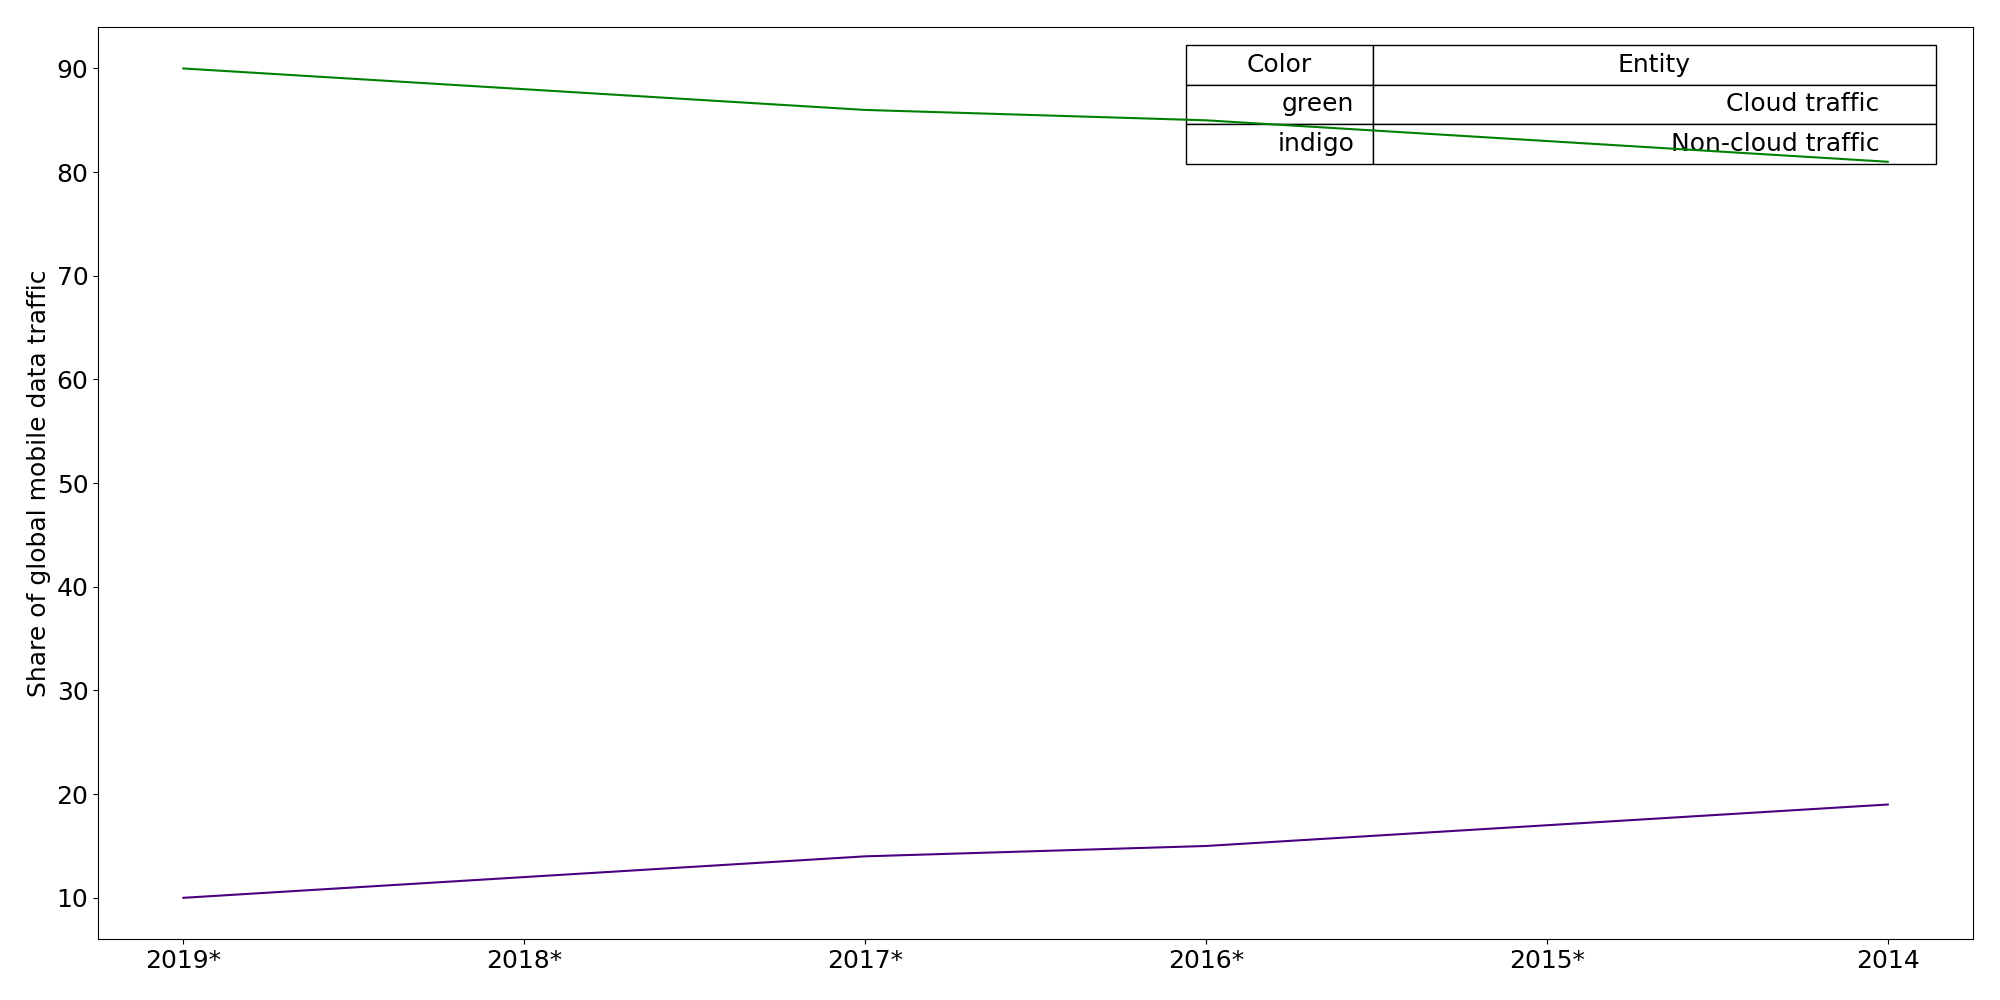 Color Entity
green Cloud traffic
indigo Non-cloud traffic
Share of global mobile data traffic
90
80
70
60
50
40
30
20
10
2019* 2018* 2017* 2016* 2015* 2014